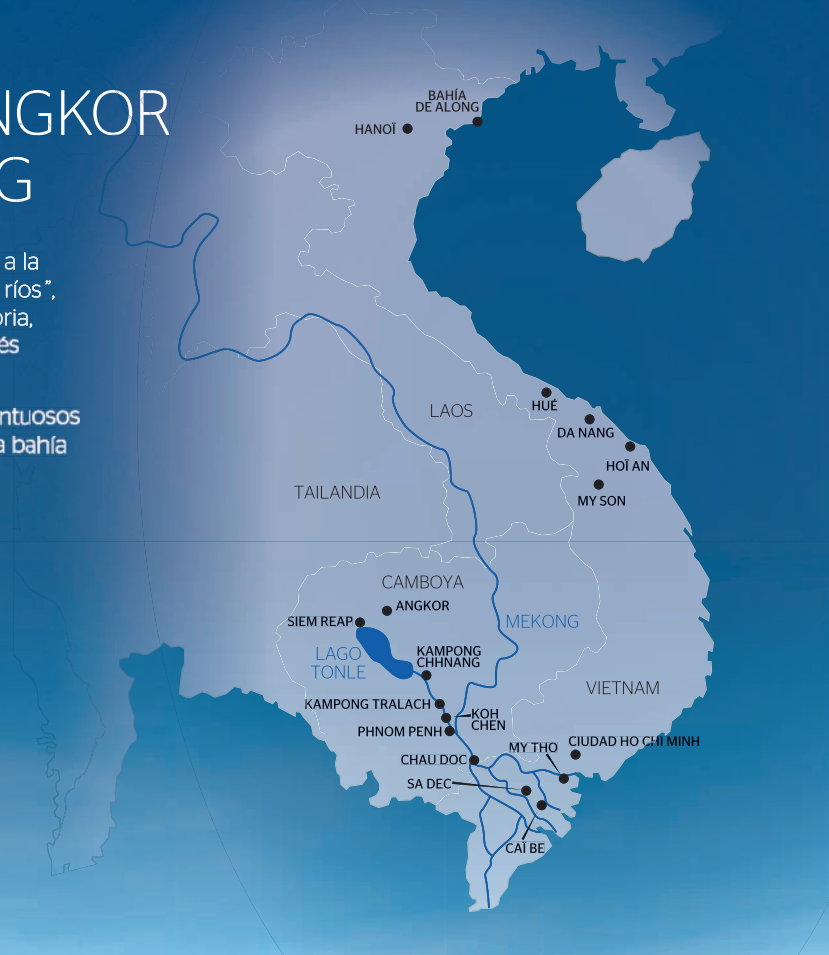 NGKOR
G
a la
ríos”,
oria,
és
ntuosos
a bahía
BAHÍA
DE ALONG
HANOÏ
LAOS
HUÉ
DA NANG
HOÏ AN
MY SON
TAILANDIA
CAMBOYA
ANGKOR
SIEM REAP
MEKONG
LAGO
TONLE
KAMPONG
CHHNANG
VIETNAM
KAMPONG TRALACH
KOH
CHEN
PHNOM PENH
MY THO
CIUDAD HO CHI MINH
CHAU DOC
SA DEC
CAÏ BE